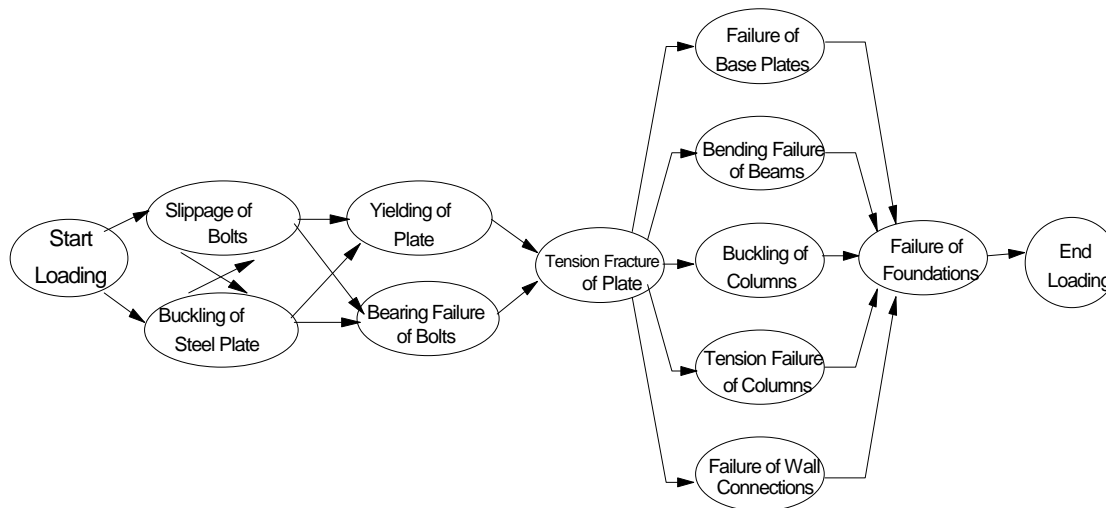 Start
Loading
Slippage of
Bolts
Buckling of
Steel Plate
Yielding of
Plate
Bearing Failure
of Bolts
Tension Fracture
of Plate
Failure of
Base Plates
Bending Failure
of Beams
Buckling of
Columns
Tension Failure
of Columns
Failure of Wall
Connections
Failure of
Foundations
End
Loading